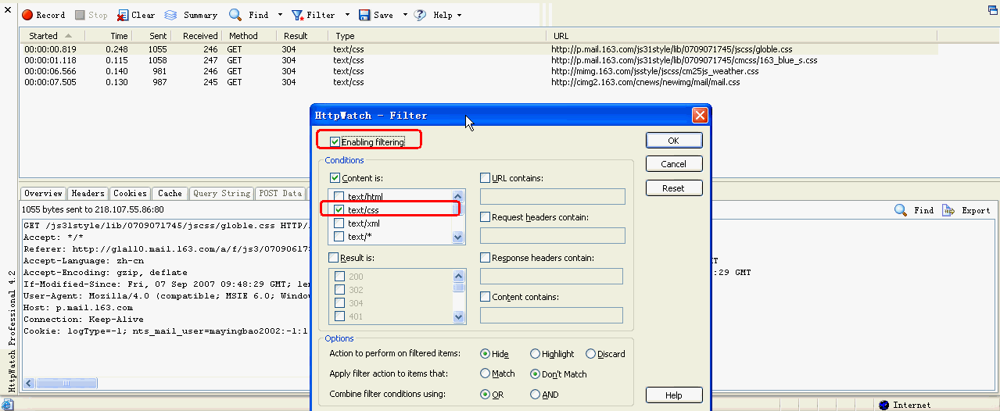 Record Stop Clear Summary Find Filter Save Help
Started Time Sent Received Method Result Type URL
00:00:00.819 0.248 1055 246 GET 304 text/css http://p.mail.163.com/js31style/lib/0709071745/jscss/globle.css
00:00:01.118 0.115 1058 247 GET 304 text/css http://p.mail.163.com/js31style/lib/0709071745/cmcss/163_blue_s.css
00:00:06.566 0.140 981 246 GET 304 text/css http://mimg.163.com/jsstyle/jscss/cm25js_weather.css
00:00:07.505 0.130 987 245 GET 304 text/css http://cimg2.163.com/cnews/newimg/mail/mail.css
HttpWatch - Filter
Enabling filtering
OK
Conditions
Cancel
Content is:
URL contains:
Reset
text/html
text/css
text/xml
text/*
Request headers contain:
Result is:
Response headers contain:
200
302
304
401
Content contains:
Options
Action to perform on filtered items: Hide Highlight Discard
Apply filter action to items that: Match Don't Match
Combine filter conditions using: OR AND
Help
Overview Headers Cookies Cache Query String POST Data
1055 bytes sent to 218.107.55.86:80
Find Export
GET /js31style/lib/0709071745/jscss/globle.css HTTP/
Accept: */*
Referer: http://g1a110.mail.163.com/a/f/js3/07090617
Accept-Language: zh-cn
Accept-Encoding: gzip, deflate
If-Modified-Since: Fri, 07 Sep 2007 09:48:29 GMT; len
User-Agent: Mozilla/4.0 (compatible; MSIE 6.0; Window
Host: p.mail.163.com
Connection: Keep-Alive
Cookie: logType=-1; nts_mail_user=mayingbao2002:-1:1
MT
:29 GMT
HttpWatch Professional 4.2
Internet